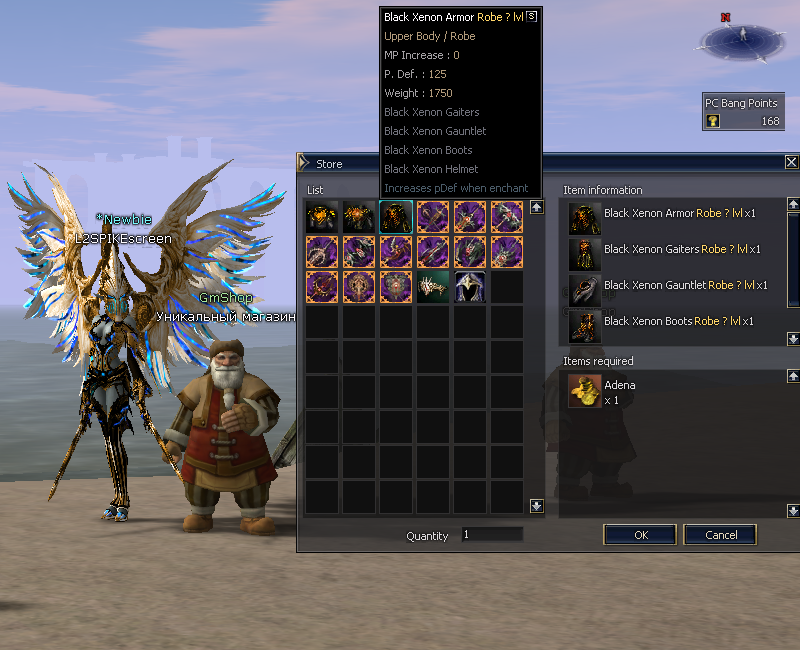 Black Xenon Armor Robe ? lvl S
Upper Body / Robe
MP Increase : 0
P. Def. : 125
Weight : 1750
Black Xenon Gaiters
Black Xenon Gauntlet
Black Xenon Boots
Black Xenon Helmet
Increases pDef when enchant
N
PC Bang Points
168
*Newbie
L2SPIKEscreen
GmShop
Уникальный магазин
Store
List
Item information
Black Xenon Armor Robe ? lvl x1
Black Xenon Gaiters Robe ? lvl x1
Black Xenon Gauntlet Robe ? lvl x1
Black Xenon Boots Robe ? lvl x1
Items required
Adena
x 1
Quantity 1
OK
Cancel